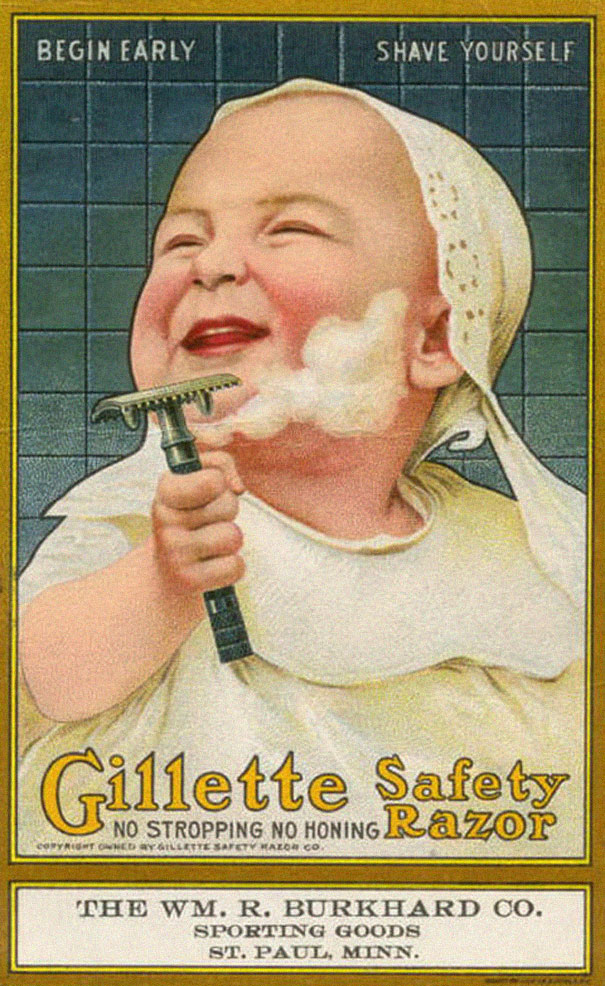 BEGIN EARLY
SHAVE YOURSELF
Gillette Safety Razor
NO STROPPING NO HONING
COPYRIGHT OWNED BY GILLETTE SAFETY RAZOR CO.
THE WM. R. BURKHARD CO.
SPORTING GOODS
ST. PAUL, MINN.